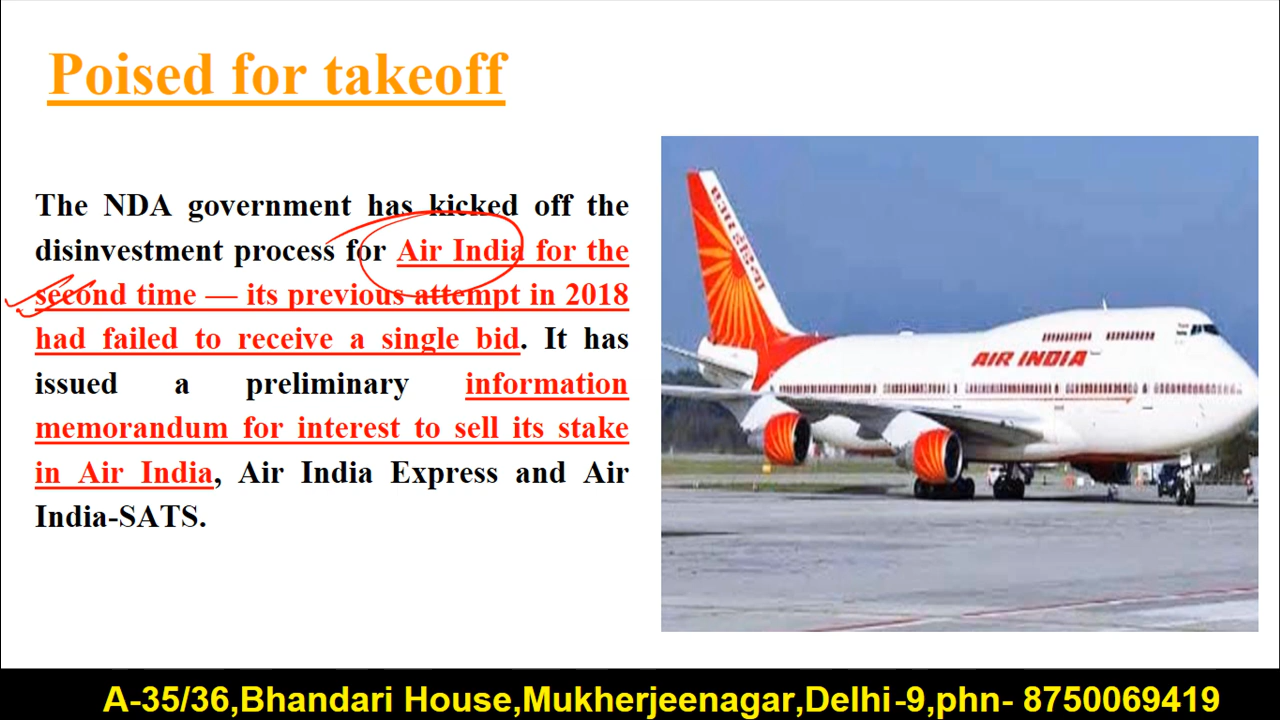 Poised for takeoff
The NDA government has kicked off the
disinvestment process for Air India for the
second time — its previous attempt in 2018
had failed to receive a single bid. It has
issued a preliminary information
memorandum for interest to sell its stake
in Air India, Air India Express and Air
India-SATS.
AIR INDIA
A-35/36,Bhandari House,Mukherjeenagar,Delhi-9,phn- 8750069419